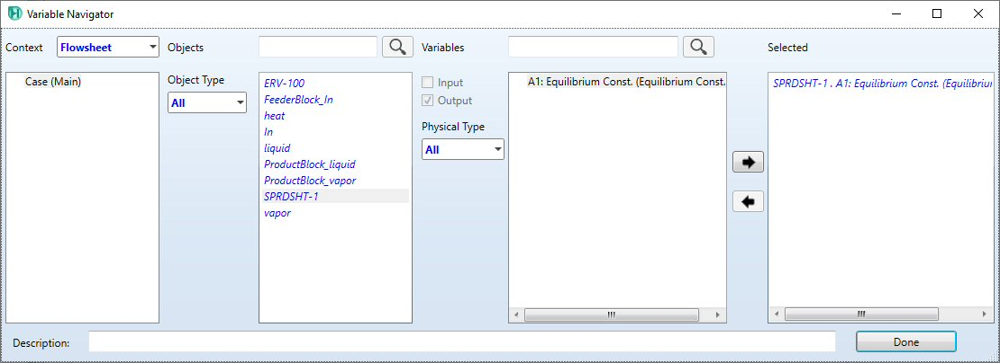 Variable Navigator
Context
Flowsheet
Objects
Variables
Selected
Case (Main)
Object Type
All
ERV-100
FeederBlock_In
heat
In
liquid
ProductBlock_liquid
ProductBlock_vapor
SPRDSHT-1
vapor
Input
Output
Physical Type
All
A1: Equilibrium Const. (Equilibrium Const.
SPRDSHT-1 . A1: Equilibrium Const. (Equilibriu
Description:
Done